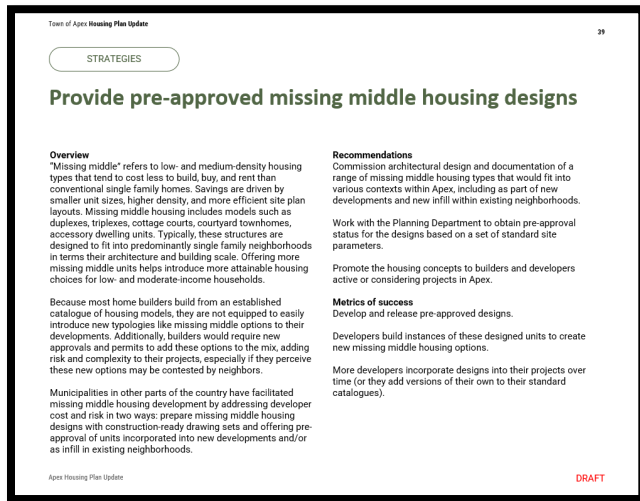 Town of Apex Housing Plan Update
39
STRATEGIES
Provide pre-approved missing middle housing designs
Overview
"Missing middle" refers to low- and medium-density housing
types that tend to cost less to build, buy, and rent than
conventional single family homes. Savings are driven by
smaller unit sizes, higher density, and more efficient site plan
layouts. Missing middle housing includes models such as
duplexes, triplexes, cottage courts, courtyard townhomes,
accessory dwelling units. Typically, these structures are
designed to fit into predominantly single family neighborhoods
in terms their architecture and building scale. Offering more
missing middle units helps introduce more attainable housing
choices for low- and moderate-income households.
Because most home builders build from an established
catalogue of housing models, they are not equipped to easily
introduce new typologies like missing middle options to their
developments. Additionally, builders would require new
approvals and permits to add these options to the mix, adding
risk and complexity to their projects, especially if they perceive
these new options may be contested by neighbors.
Municipalities in other parts of the country have facilitated
missing middle housing development by addressing developer
cost and risk in two ways: prepare missing middle housing
designs with construction-ready drawing sets and offering pre-
approval of units incorporated into new developments and/or
as infill in existing neighborhoods.
Recommendations
Commission architectural design and documentation of a
range of missing middle housing types that would fit into
various contexts within Apex, including as part of new
developments and new infill within existing neighborhoods.
Work with the Planning Department to obtain pre-approval
status for the designs based on a set of standard site
parameters.
Promote the housing concepts to builders and developers
active or considering projects in Apex.
Metrics of success
Develop and release pre-approved designs.
Developers build instances of these designed units to create
new missing middle housing options.
More developers incorporate designs into their projects over
time (or they add versions of their own to their standard
catalogues).
Apex Housing Plan Update
DRAFT